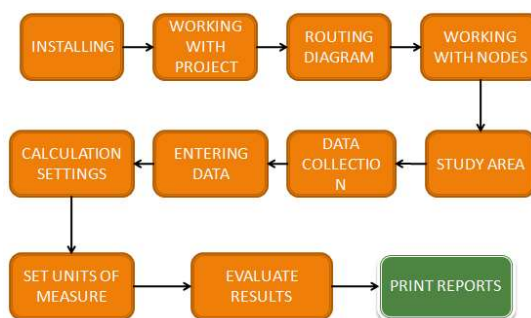 INSTALLING
WORKING
WITH
PROJECT
ROUTING
DIAGRAM
WORKING
WITH NODES
STUDY AREA
DATA
COLLECTIO
N
ENTERING
DATA
CALCULATION
SETTINGS
SET UNITS OF
MEASURE
EVALUATE
RESULTS
PRINT REPORTS